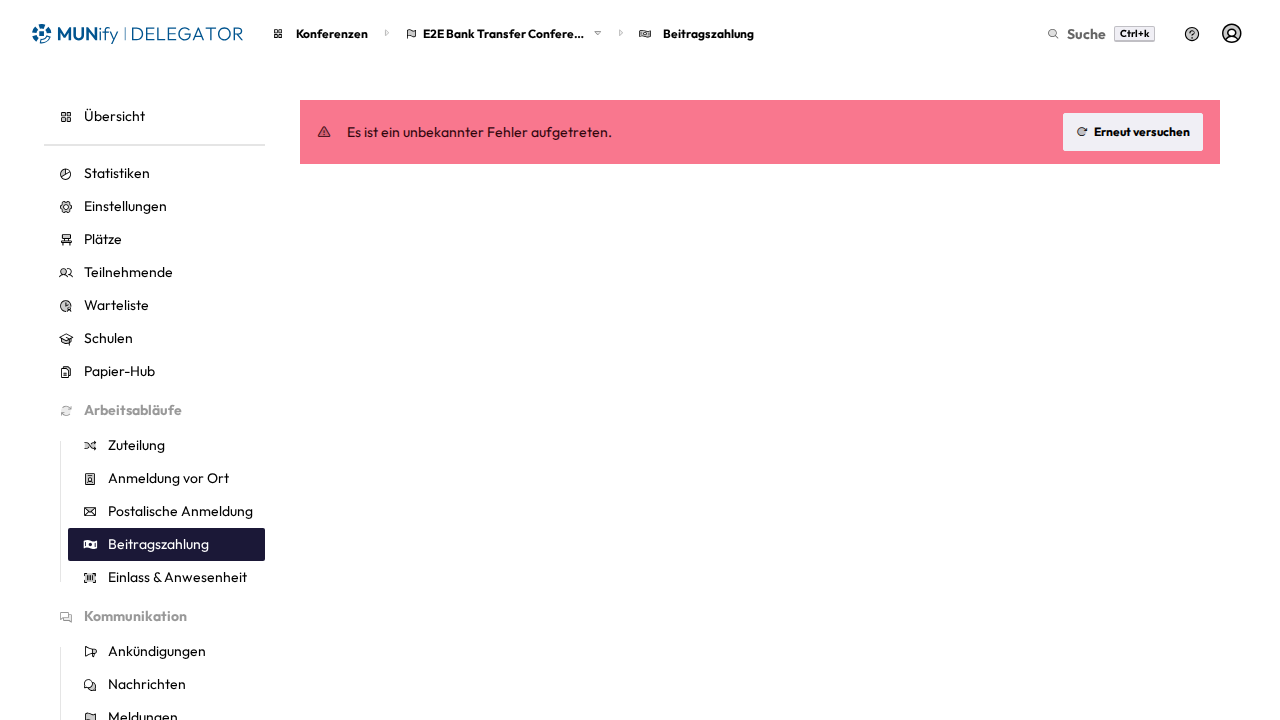 MUNify | DELEGATOR
Konferenzen
E2E Bank Transfer Confere...
Beitragszahlung
Suche
Ctrl+k
Übersicht
Es ist ein unbekannter Fehler aufgetreten.
Erneut versuchen
Statistiken
Einstellungen
Plätze
Teilnehmende
Warteliste
Schulen
Papier-Hub
Arbeitsabläufe
Zuteilung
Anmeldung vor Ort
Postalische Anmeldung
Beitragszahlung
Einlass & Anwesenheit
Kommunikation
Ankündigungen
Nachrichten
Meldungen